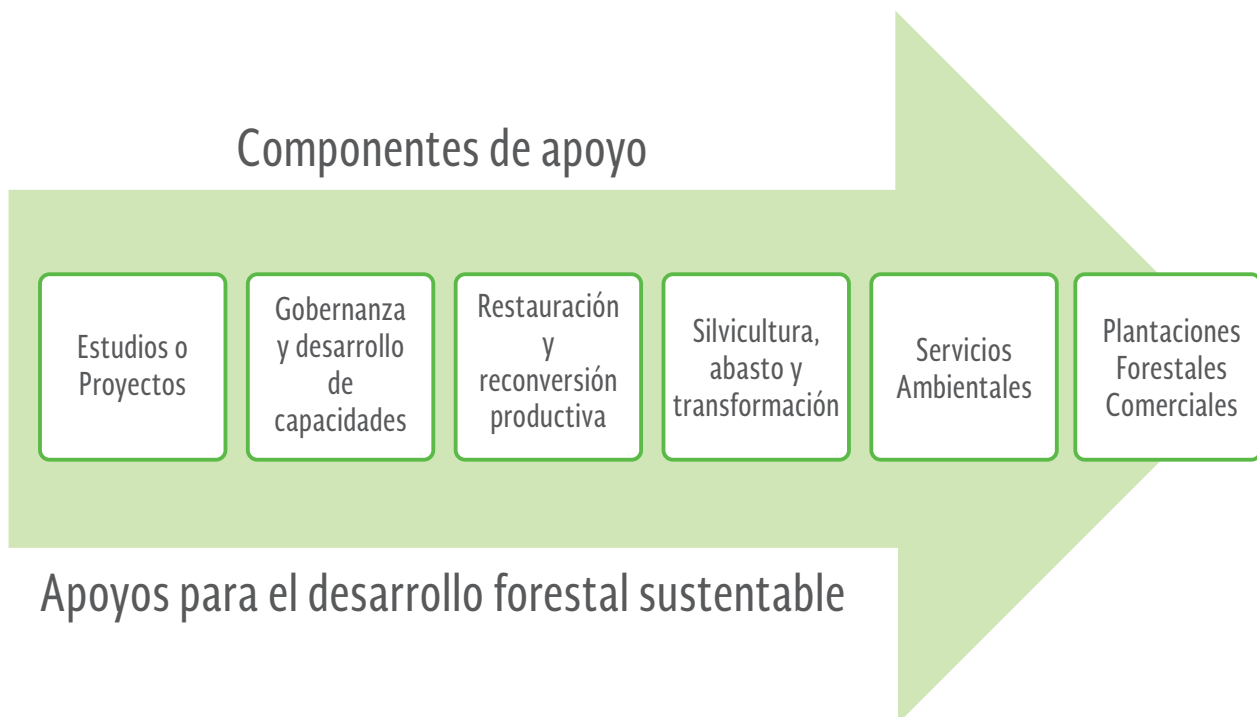 Componentes de apoyo
Estudios o
Proyectos
Gobernanza
y desarrollo
de
capacidades
Restauración
y
reconversión
productiva
Silvicultura,
abasto y
transformación
Servicios
Ambientales
Plantaciones
Forestales
Comerciales
Apoyos para el desarrollo forestal sustentable